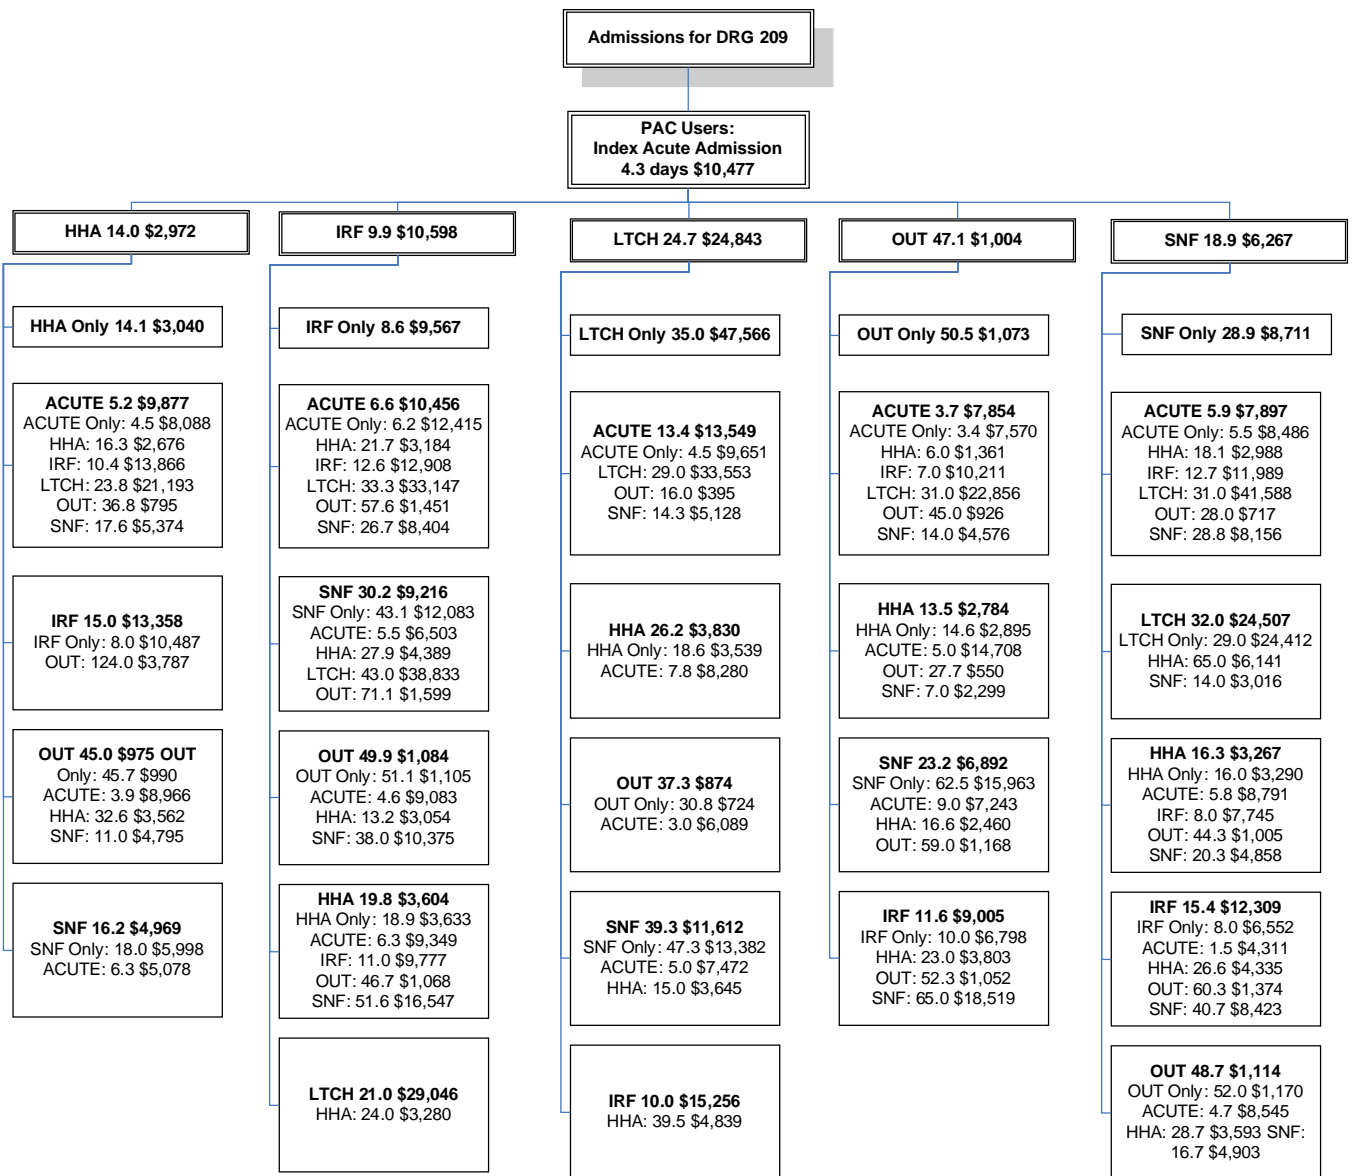 Admissions for DRG 209
PAC Users:
Index Acute Admission
4.3 days $10,477
HHA 14.0 $2,972
HHA Only 14.1 $3,040
ACUTE 5.2 $9,877
ACUTE Only: 4.5 $8,088
HHA: 16.3 $2,676
IRF: 10.4 $13,866
LTCH: 23.8 $21,193
OUT: 36.8 $795
SNF: 17.6 $5,374
IRF 15.0 $13,358
IRF Only: 8.0 $10,487
OUT: 124.0 $3,787
OUT 45.0 $975 OUT
Only: 45.7 $990
ACUTE: 3.9 $8,966
HHA: 32.6 $3,562
SNF: 11.0 $4,795
SNF 16.2 $4,969
SNF Only: 18.0 $5,998
ACUTE: 6.3 $5,078
IRF 9.9 $10,598
IRF Only 8.6 $9,567
ACUTE 6.6 $10,456
ACUTE Only: 6.2 $12,415
HHA: 21.7 $3,184
IRF: 12.6 $12,908
LTCH: 33.3 $33,147
OUT: 57.6 $1,451
SNF: 26.7 $8,404
SNF 30.2 $9,216
SNF Only: 43.1 $12,083
ACUTE: 5.5 $6,503
HHA: 27.9 $4,389
LTCH: 43.0 $38,833
OUT: 71.1 $1,599
OUT 49.9 $1,084
OUT Only: 51.1 $1,105
ACUTE: 4.6 $9,083
HHA: 13.2 $3,054
SNF: 38.0 $10,375
HHA 19.8 $3,604
HHA Only: 18.9 $3,633
ACUTE: 6.3 $9,349
IRF: 11.0 $9,777
OUT: 46.7 $1,068
SNF: 51.6 $16,547
LTCH 21.0 $29,046
HHA: 24.0 $3,280
LTCH 24.7 $24,843
LTCH Only 35.0 $47,566
ACUTE 13.4 $13,549
ACUTE Only: 4.5 $9,651
LTCH: 29.0 $33,553
OUT: 16.0 $395
SNF: 14.3 $5,128
HHA 26.2 $3,830
HHA Only: 18.6 $3,539
ACUTE: 7.8 $8,280
OUT 37.3 $874
OUT Only: 30.8 $724
ACUTE: 3.0 $6,089
SNF 39.3 $11,612
SNF Only: 47.3 $13,382
ACUTE: 5.0 $7,472
HHA: 15.0 $3,645
IRF 10.0 $15,256
HHA: 39.5 $4,839
OUT 47.1 $1,004
OUT Only 50.5 $1,073
ACUTE 3.7 $7,854
ACUTE Only: 3.4 $7,570
HHA: 6.0 $1,361
IRF: 7.0 $10,211
LTCH: 31.0 $22,856
OUT: 45.0 $926
SNF: 14.0 $4,576
HHA 13.5 $2,784
HHA Only: 14.6 $2,895
ACUTE: 5.0 $14,708
OUT: 27.7 $550
SNF: 7.0 $2,299
SNF 23.2 $6,892
SNF Only: 62.5 $15,963
ACUTE: 9.0 $7,243
HHA: 16.6 $2,460
OUT: 59.0 $1,168
IRF 11.6 $9,005
IRF Only: 10.0 $6,798
HHA: 23.0 $3,803
OUT: 52.3 $1,052
SNF: 65.0 $18,519
SNF 18.9 $6,267
SNF Only 28.9 $8,711
ACUTE 5.9 $7,897
ACUTE Only: 5.5 $8,486
HHA: 18.1 $2,988
IRF: 12.7 $11,989
LTCH: 31.0 $41,588
OUT: 28.0 $717
SNF: 28.8 $8,156
LTCH 32.0 $24,507
LTCH Only: 29.0 $24,412
HHA: 65.0 $6,141
SNF: 14.0 $3,016
HHA 16.3 $3,267
HHA Only: 16.0 $3,290
ACUTE: 5.8 $8,791
IRF: 8.0 $7,745
OUT: 44.3 $1,005
SNF: 20.3 $4,858
IRF 15.4 $12,309
IRF Only: 8.0 $6,552
ACUTE: 1.5 $4,311
HHA: 26.6 $4,335
OUT: 60.3 $1,374
SNF: 40.7 $8,423
OUT 48.7 $1,114
OUT Only: 52.0 $1,170
ACUTE: 4.7 $8,545
HHA: 28.7 $3,593 SNF:
16.7 $4,903